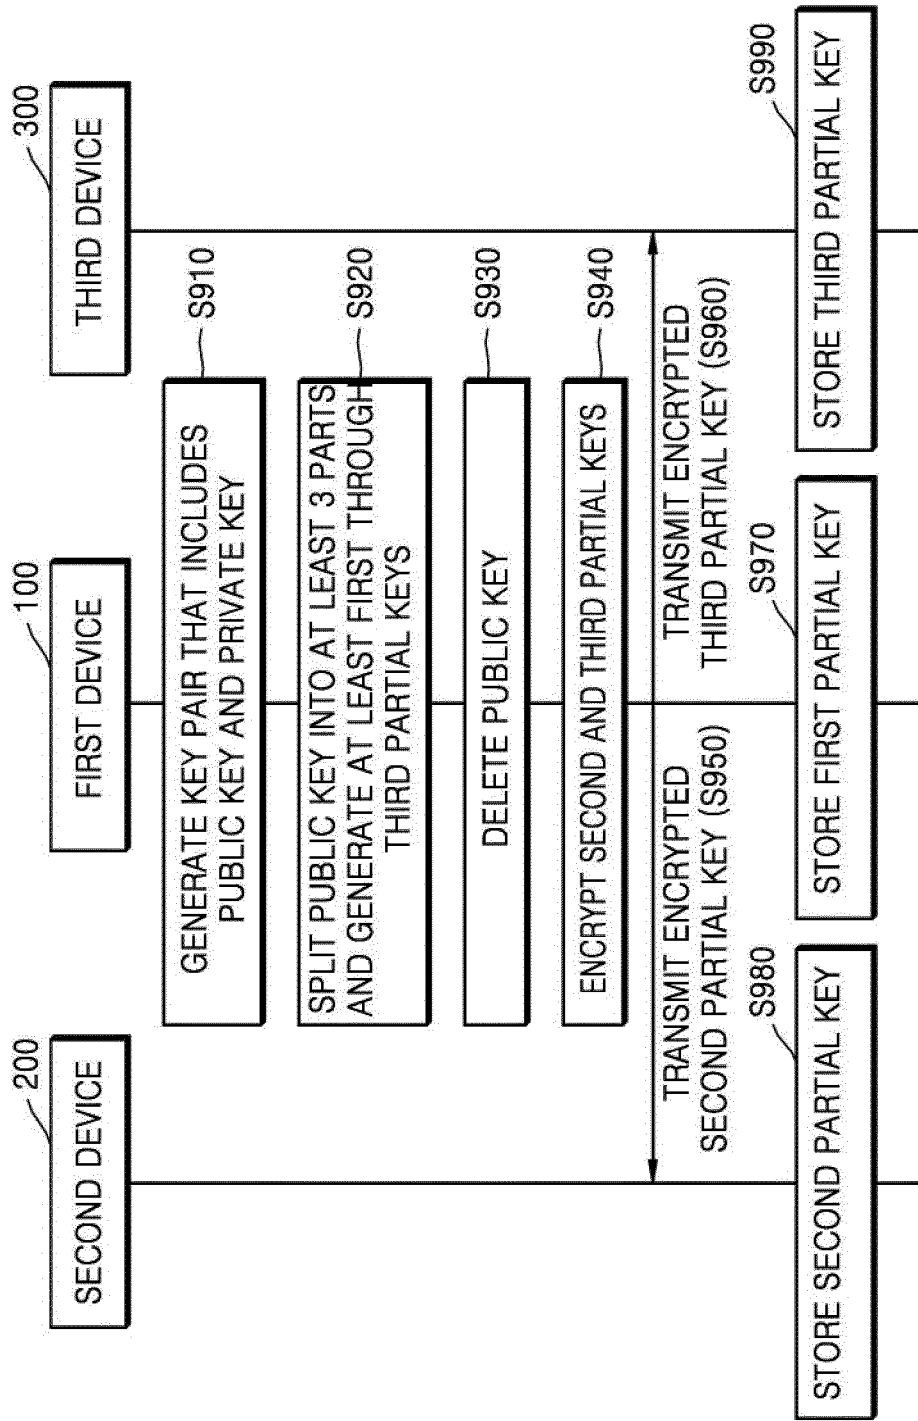 200
SECOND DEVICE
100
FIRST DEVICE
300
THIRD DEVICE
GENERATE KEY PAIR THAT INCLUDES
PUBLIC KEY AND PRIVATE KEY
S910
SPLIT PUBLIC KEY INTO AT LEAST 3 PARTS
AND GENERATE AT LEAST FIRST THROUGH
THIRD PARTIAL KEYS
S920
DELETE PUBLIC KEY
S930
ENCRYPT SECOND AND THIRD PARTIAL KEYS
S940
TRANSMIT ENCRYPTED
SECOND PARTIAL KEY (S950)
TRANSMIT ENCRYPTED
THIRD PARTIAL KEY (S960)
S980
STORE SECOND PARTIAL KEY
S970
STORE FIRST PARTIAL KEY
S990
STORE THIRD PARTIAL KEY